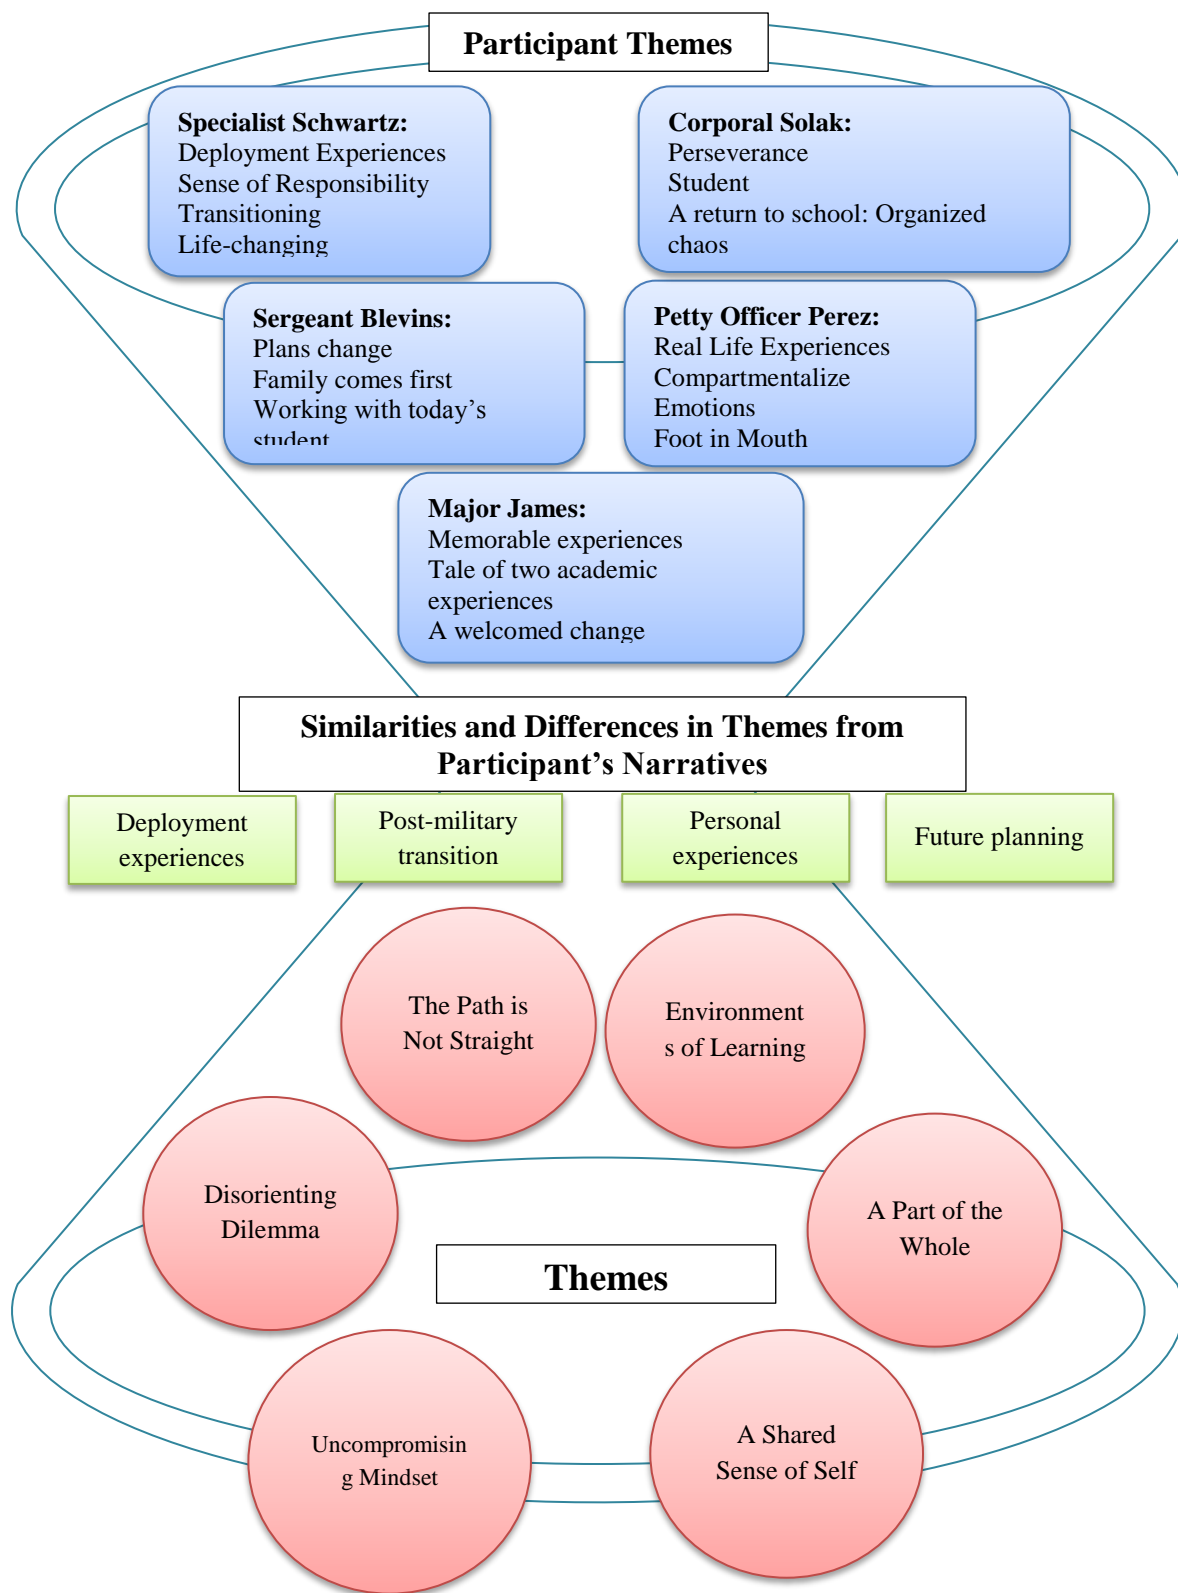 Participant Themes
Specialist Schwartz:
Deployment Experiences
Sense of Responsibility
Transitioning
Life-changing
Corporal Solak:
Perseverance
Student
A return to school: Organized
chaos
Sergeant Blevins:
Plans change
Family comes first
Working with today’s
student
Petty Officer Perez:
Real Life Experiences
Compartmentalize
Emotions
Foot in Mouth
Major James:
Memorable experiences
Tale of two academic
experiences
A welcomed change
Similarities and Differences in Themes from
Participant’s Narratives
Deployment
experiences
Post-military
transition
Personal
experiences
Future planning
The Path is
Not Straight
Environment
s of Learning
Disorienting
Dilemma
A Part of the
Whole
Themes
Uncompromisin
g Mindset
A Shared
Sense of Self